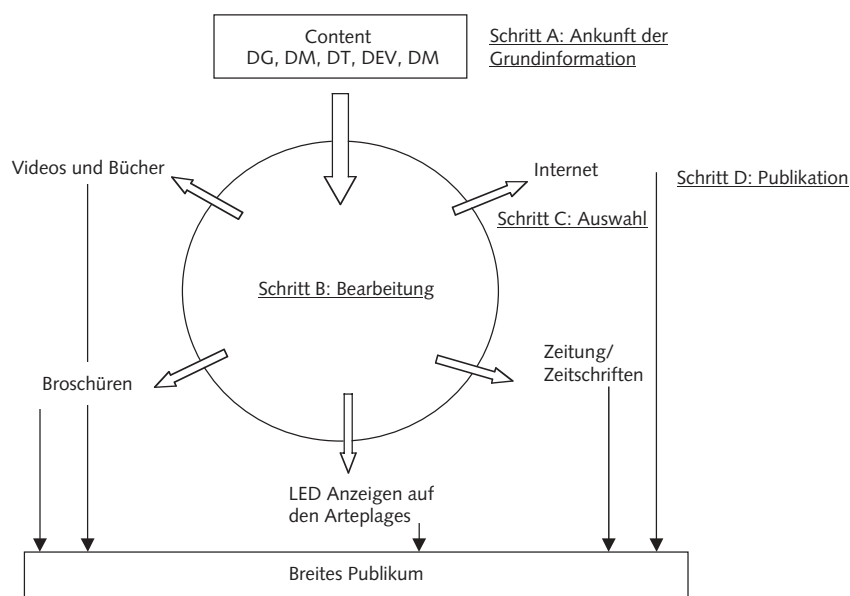 Content
DG, DM, DT, DEV, DM
Schritt A: Ankunft der
Grundinformation
Videos und Bücher
Internet
Schritt D: Publikation
Schritt C: Auswahl
Schritt B: Bearbeitung
Zeitung/
Zeitschriften
Broschüren
LED Anzeigen auf
den Arteplages
Breites Publikum